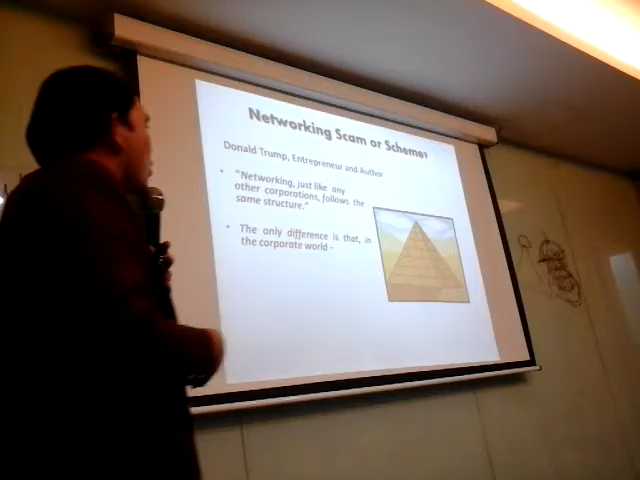 Networking Scam or Scheme?
Donald Trump, Entrepreneur and Author
• "Networking, just like any
other corporations, follows the
same structure."
• The only difference is that, in
the corporate world -